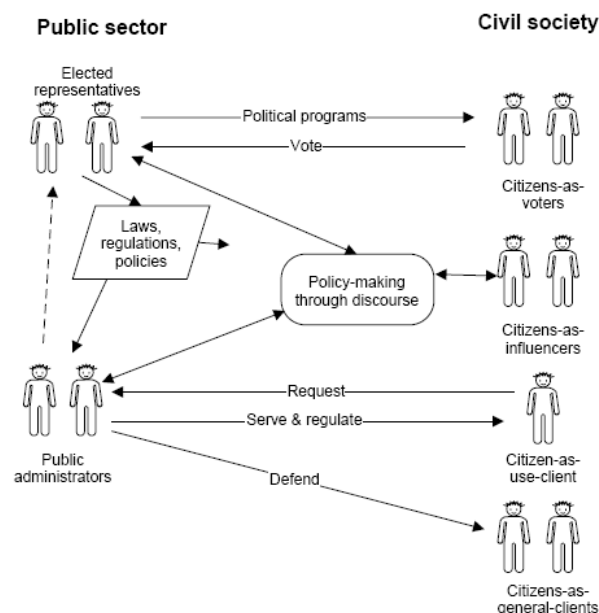 Public sector
Civil society
Elected
representatives
Political programs
Vote
Citizens-as-
voters
Laws,
regulations,
policies
Policy-making
through discourse
Citizens-as-
influencers
Request
Serve & regulate
Public
administrators
Citizen-as-
use-client
Defend
Citizens-as-
general-clients